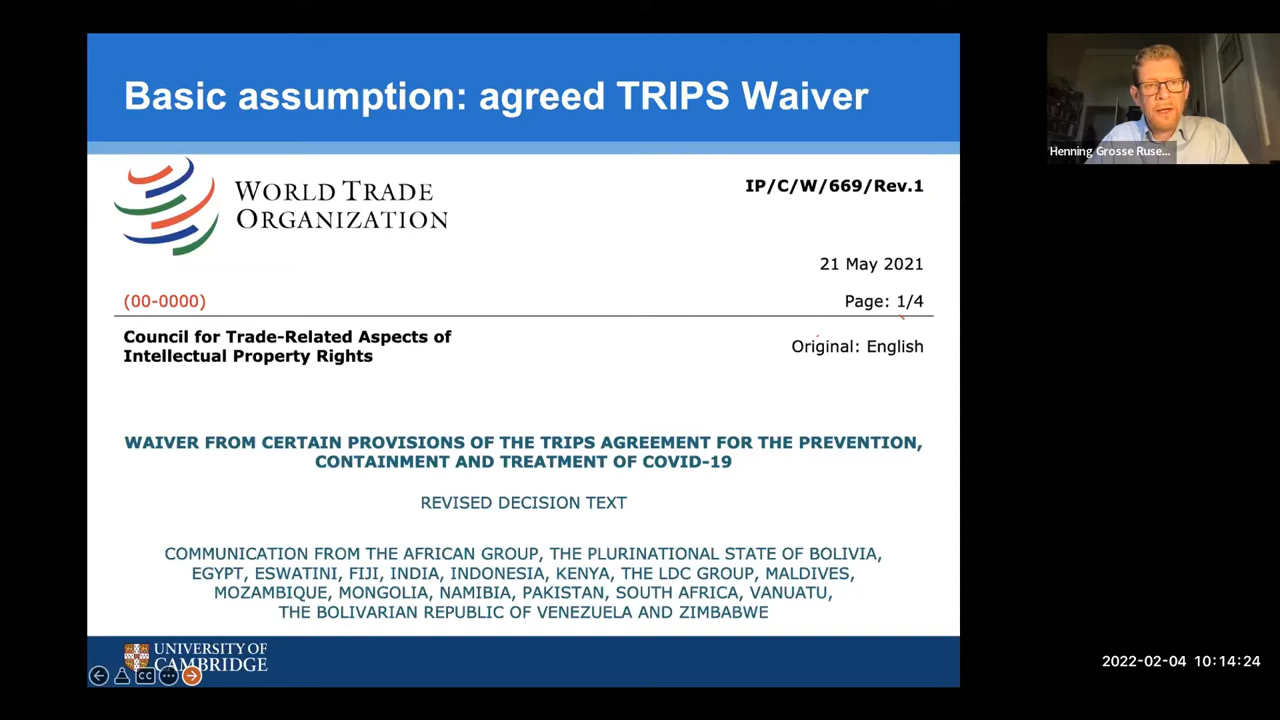 Basic assumption: agreed TRIPS Waiver
WORLD TRADE
ORGANIZATION
IP/C/W/669/Rev.1
21 May 2021
(00-0000)
Page: 1/4
Council for Trade-Related Aspects of
Intellectual Property Rights
Original: English
WAIVER FROM CERTAIN PROVISIONS OF THE TRIPS AGREEMENT FOR THE PREVENTION,
CONTAINMENT AND TREATMENT OF COVID-19
REVISED DECISION TEXT
COMMUNICATION FROM THE AFRICAN GROUP, THE PLURINATIONAL STATE OF BOLIVIA,
EGYPT, ESWATINI, FIJI, INDIA, INDONESIA, KENYA, THE LDC GROUP, MALDIVES,
MOZAMBIQUE, MONGOLIA, NAMIBIA, PAKISTAN, SOUTH AFRICA, VANUATU,
THE BOLIVARIAN REPUBLIC OF VENEZUELA AND ZIMBABWE
UNIVERSITY OF
CAMBRIDGE
CC
Henning Grosse Ruse...
2022-02-04 10:14:24